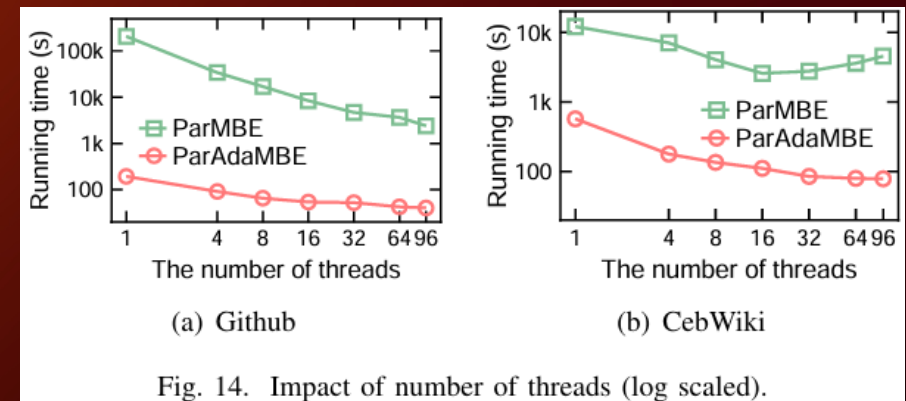 Running time (s)
100k
10k
1k
100
ParMBE
ParAdaMBE
1 4 8 16 32 64 96
The number of threads
(a) Github
Running time (s)
10k
1k
100
ParMBE
ParAdaMBE
1 4 8 16 32 64 96
The number of threads
(b) CebWiki
Fig. 14. Impact of number of threads (log scaled).